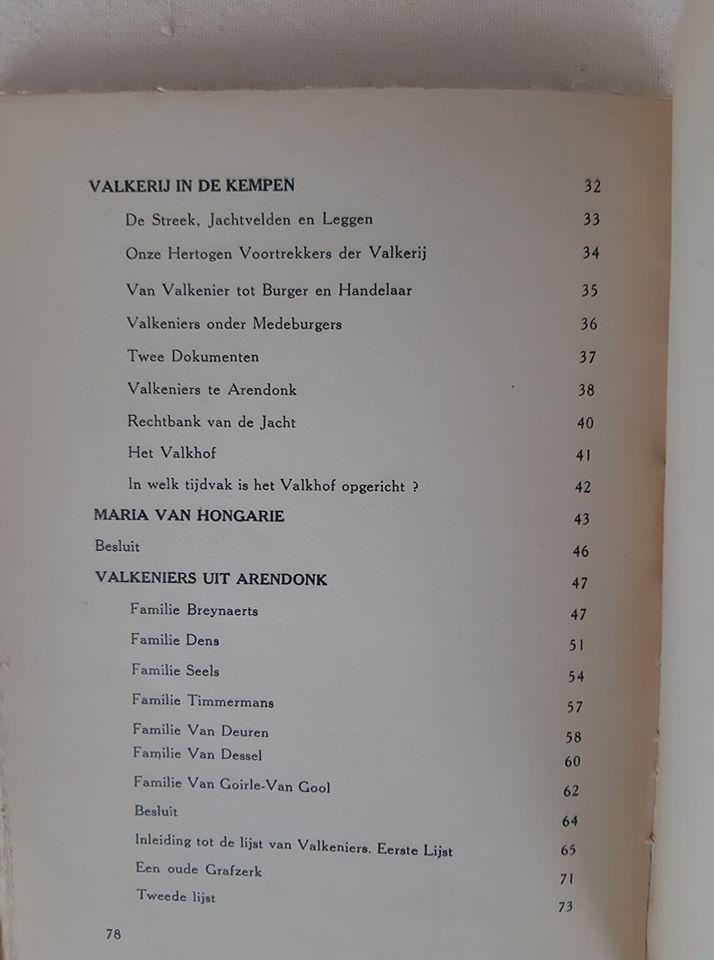 VALKERIJ IN DE KEMPEN 32
De Streek, Jachtvelden en Leggen 33
Onze Hertogen Voortrekkers der Valkerij 34
Van Valkenier tot Burger en Handelaar 35
Valkeniers onder Medeburgers 36
Twee Dokumenten 37
Valkeniers te Arendonk 38
Rechtbank van de Jacht 40
Het Valkhof 41
In welk tijdvak is het Valkhof opgericht ? 42
MARIA VAN HONGARIE 43
Besluit 46
VALKENIERS UIT ARENDONK 47
Familie Breynaerts 47
Familie Dens 51
Familie Seels 54
Familie Timmermans 57
Familie Van Deuren 58
Familie Van Dessel 60
Familie Van Goirle-Van Gool 62
Besluit 64
Inleiding tot de lijst van Valkeniers. Eerste Lijst 65
Een oude Grafzerk 71
Tweede lijst 73
78